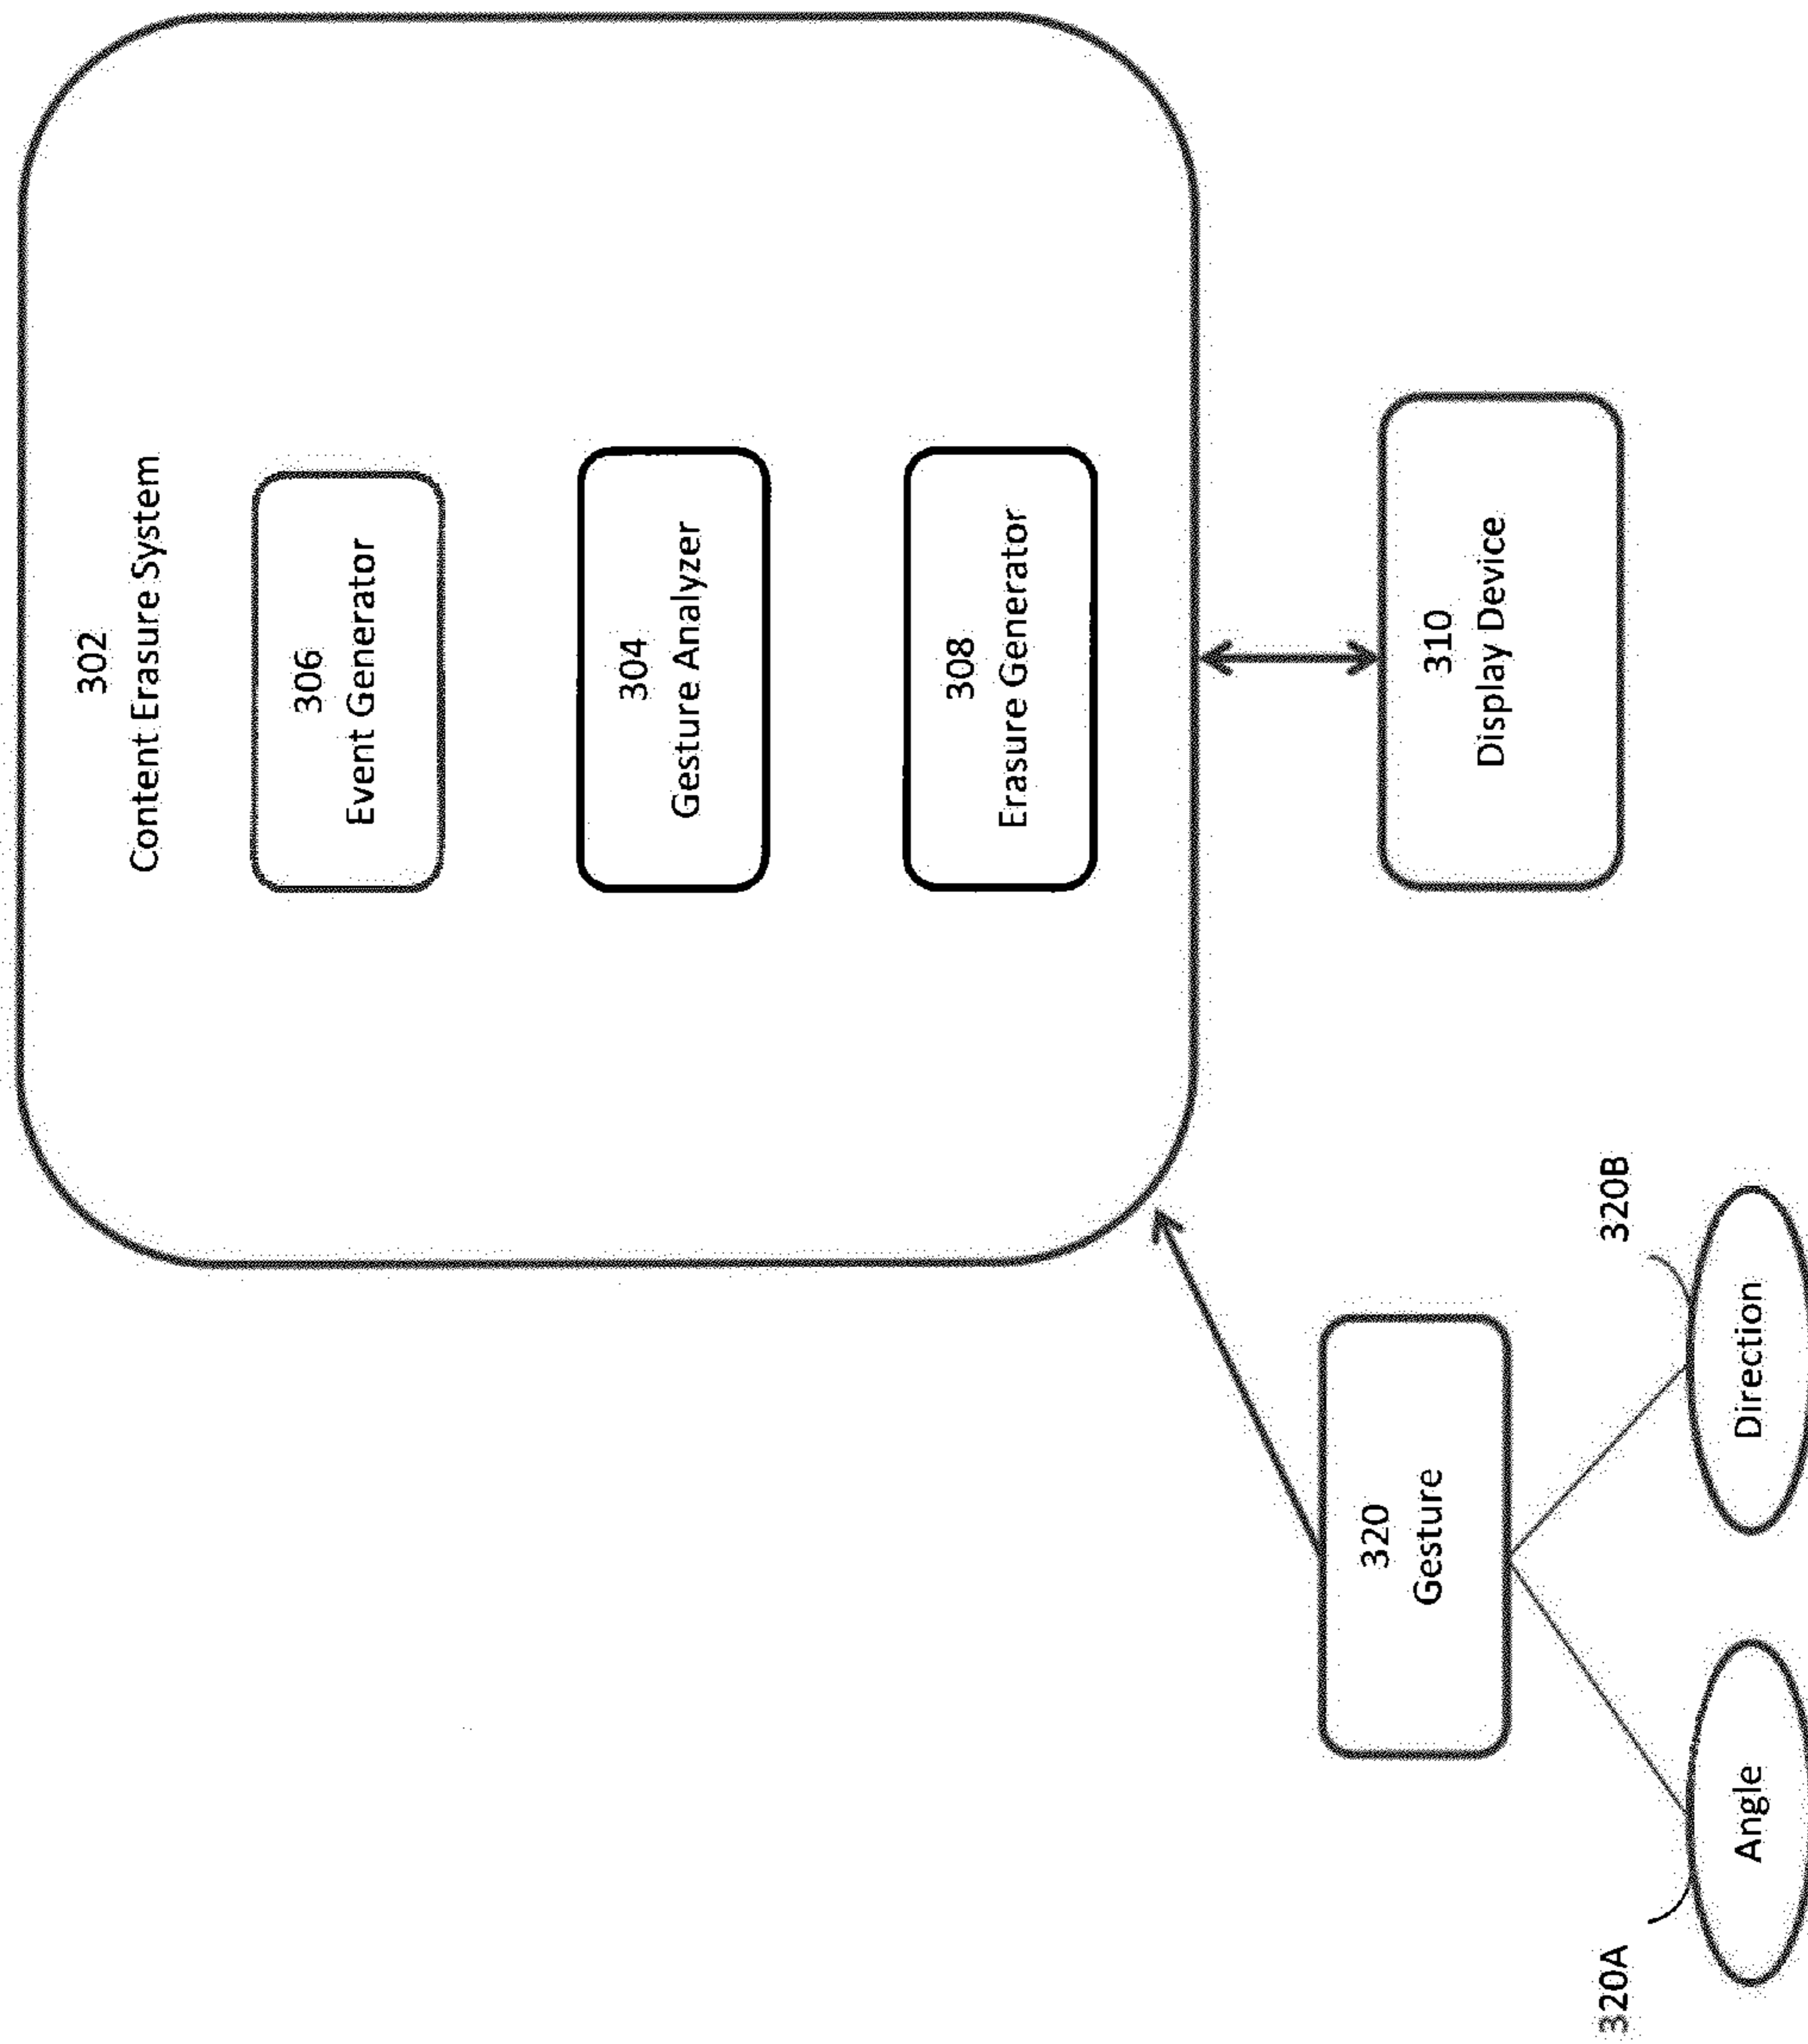 302
Content Erasure System
306
Event Generator
304
Gesture Analyzer
308
Erasure Generator
310
Display Device
320
Gesture
320A
Angle
320B
Direction